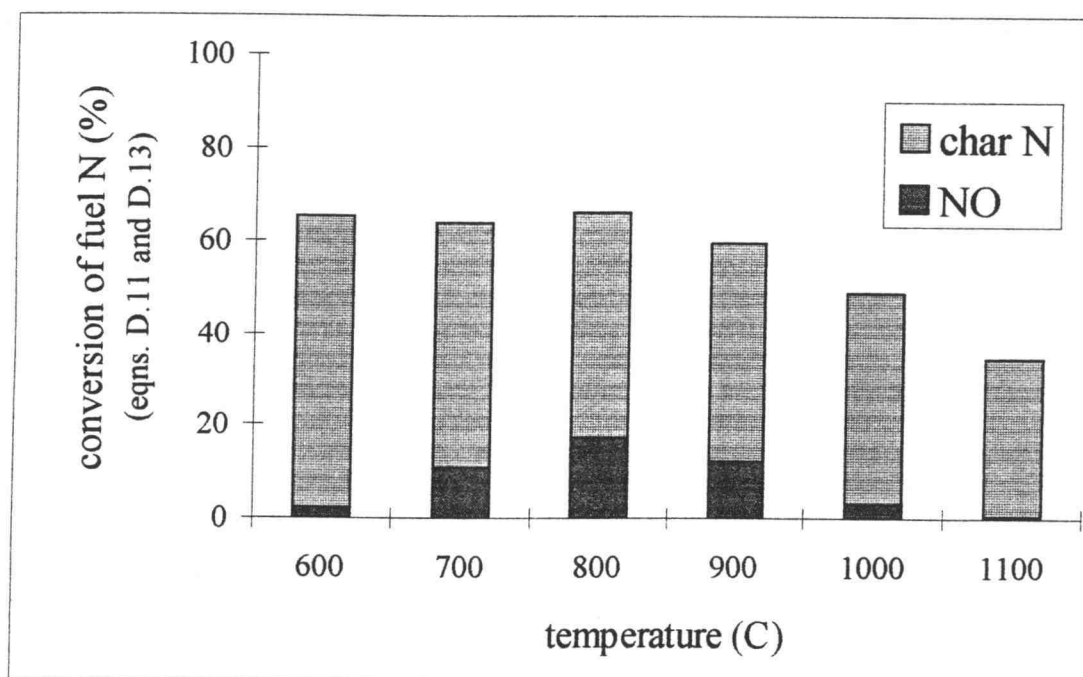 conversion of fuel N (%)
(eqns. D.11 and D.13)
100
80
60
40
20
0
char N
NO
600 700 800 900 1000 1100
temperature (C)